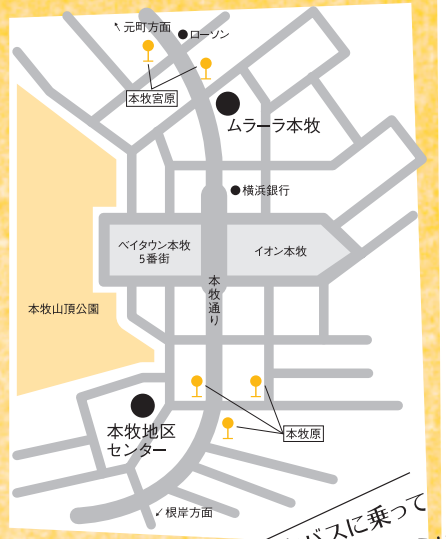 ↖元町方面
ローソン
本牧宮原
ムラーラ本牧
横浜銀行
ベイタウン本牧
5番街
イオン本牧
本牧通り
本牧山頂公園
本牧地区
センター
本牧原
↙根岸方面
バスに乗って